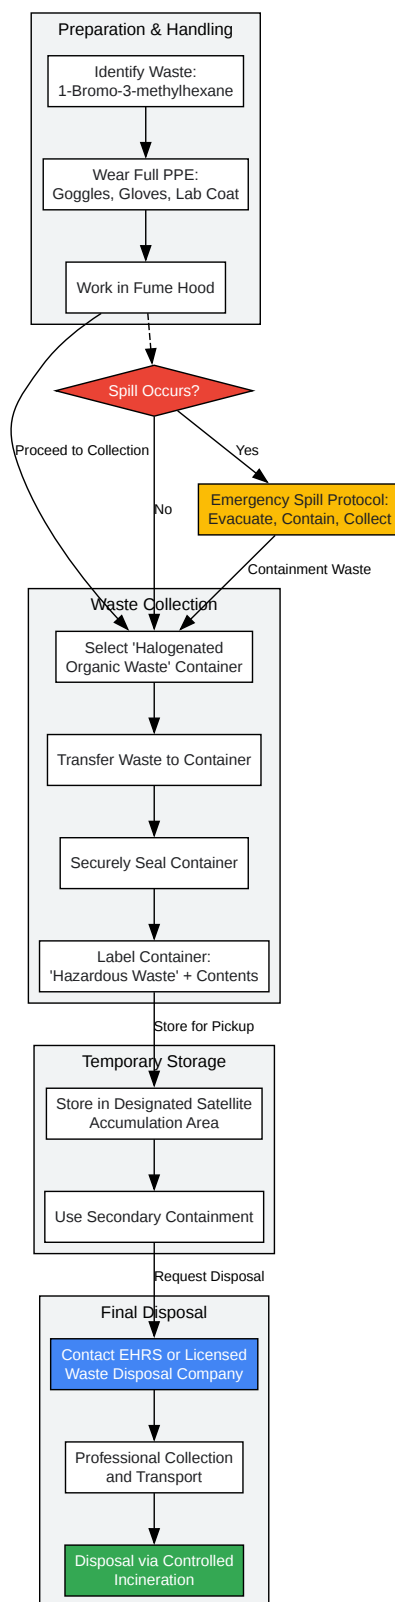 Preparation & Handling
Identify Waste:
1-Bromo-3-methylhexane
Wear Full PPE:
Goggles, Gloves, Lab Coat
Work in Fume Hood
Spill Occurs?
Proceed to Collection
Yes
No
Emergency Spill Protocol:
Evacuate, Contain, Collect
Containment Waste
Waste Collection
Select 'Halogenated
Organic Waste' Container
Transfer Waste to Container
Securely Seal Container
Label Container:
'Hazardous Waste' + Contents
Store for Pickup
Temporary Storage
Store in Designated Satellite
Accumulation Area
Use Secondary Containment
Request Disposal
Final Disposal
Contact EHRS or Licensed
Waste Disposal Company
Professional Collection
and Transport
Disposal via Controlled
Incineration